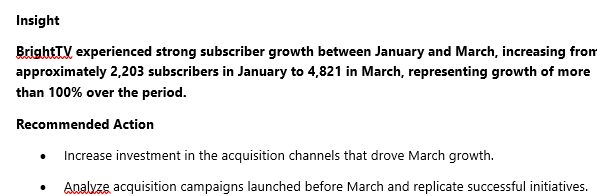 Insight
BrightTV experienced strong subscriber growth between January and March, increasing from
approximately 2,203 subscribers in January to 4,821 in March, representing growth of more
than 100% over the period.
Recommended Action
• Increase investment in the acquisition channels that drove March growth.
• Analyze acquisition campaigns launched before March and replicate successful initiatives.